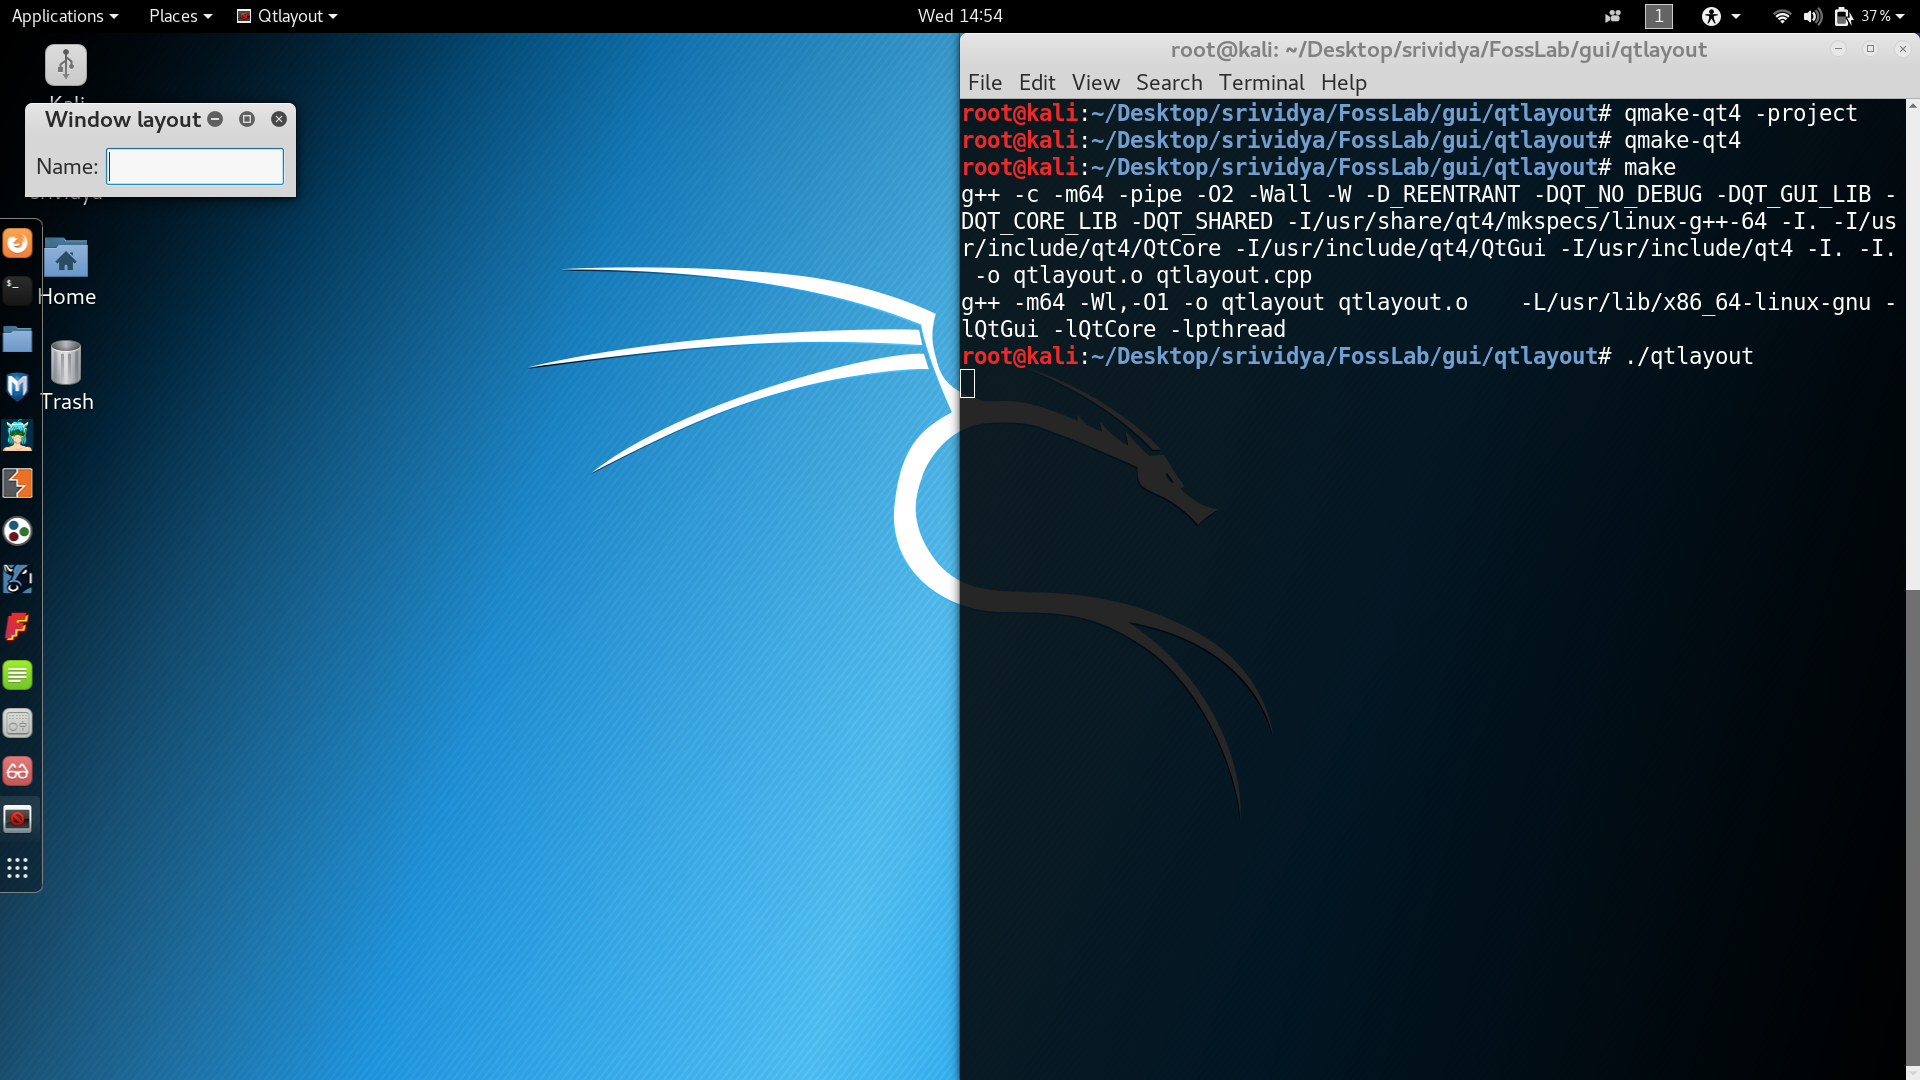 Applications Places Qtlayout Wed 14:54 1 37%
root@kali: ~/Desktop/srividya/FossLab/gui/qtlayout
File Edit View Search Terminal Help
Kali
Window layout
Name:
srividya
Home
Trash
root@kali:~/Desktop/srividya/FossLab/gui/qtlayout# qmake-qt4 -project
root@kali:~/Desktop/srividya/FossLab/gui/qtlayout# qmake-qt4
root@kali:~/Desktop/srividya/FossLab/gui/qtlayout# make
g++ -c -m64 -pipe -O2 -Wall -W -D_REENTRANT -DQT_NO_DEBUG -DQT_GUI_LIB -
DQT_CORE_LIB -DQT_SHARED -I/usr/share/qt4/mkspecs/linux-g++-64 -I. -I/us
r/include/qt4/QtCore -I/usr/include/qt4/QtGui -I/usr/include/qt4 -I. -I.
 -o qtlayout.o qtlayout.cpp
g++ -m64 -Wl,-O1 -o qtlayout qtlayout.o    -L/usr/lib/x86_64-linux-gnu -
lQtGui -lQtCore -lpthread
root@kali:~/Desktop/srividya/FossLab/gui/qtlayout# ./qtlayout